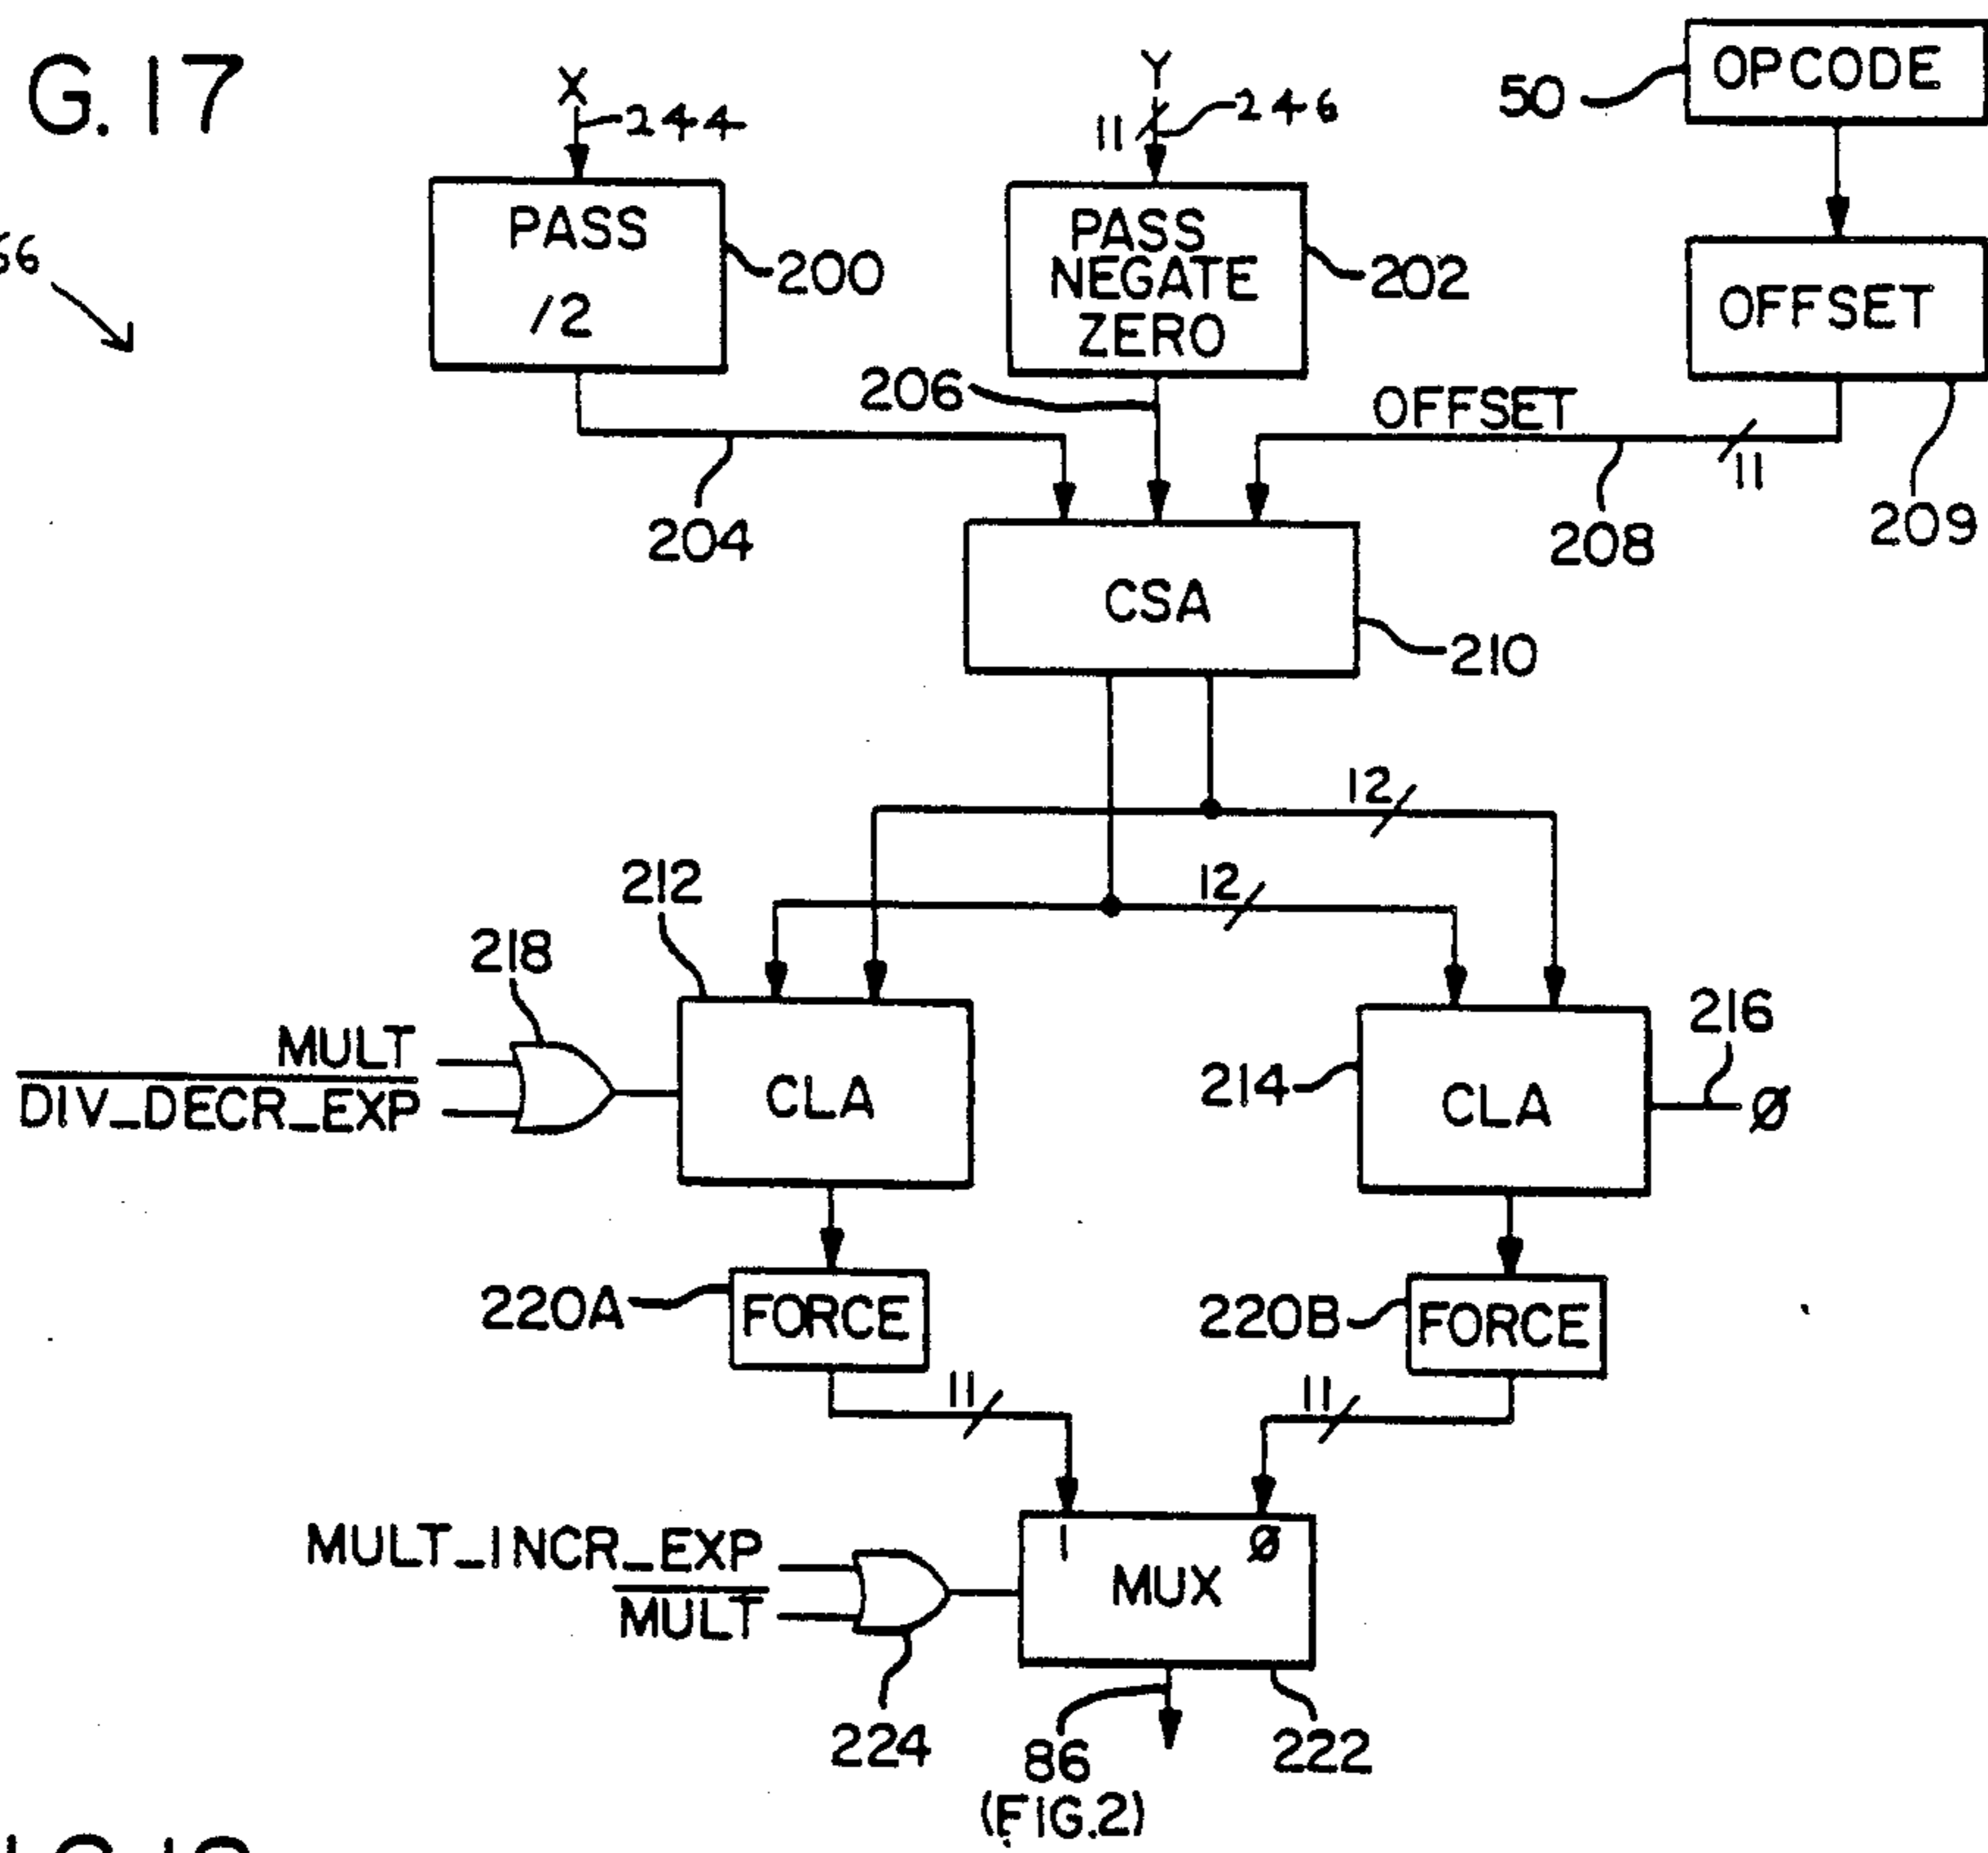 G. 17
X
244
Y
11
246
50
OPCODE
PASS
/2
200
PASS
NEGATE
ZERO
202
OFFSET
206
OFFSET
11
204
208
209
CSA
210
12
12
212
218
MULT
DIV_DECR_EXP
CLA
214
CLA
216
Ø
220A
FORCE
220B
FORCE
11
11
MULT_INCR_EXP
MULT
1
Ø
MUX
224
86
(FIG.2)
222